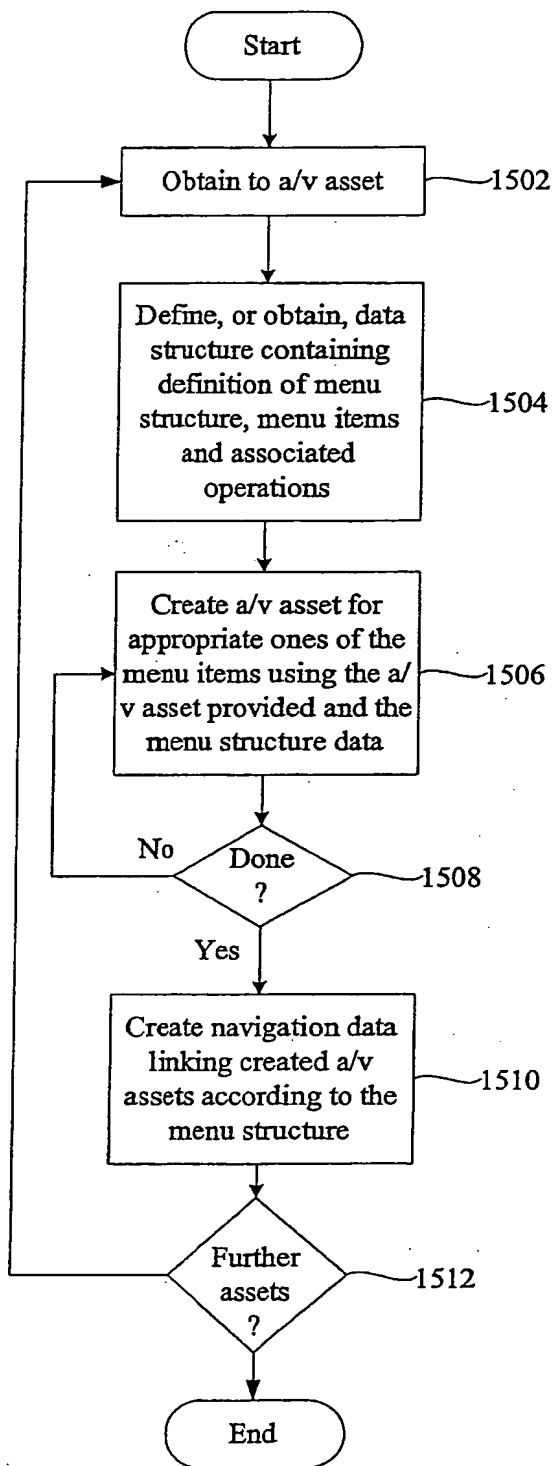 Start
Obtain to a/v asset
1502
Define, or obtain, data
structure containing
definition of menu
structure, menu items
and associated
operations
1504
Create a/v asset for
appropriate ones of the
menu items using the a/
v asset provided and the
menu structure data
1506
No
Done
?
1508
Yes
Create navigation data
linking created a/v
assets according to the
menu structure
1510
Further
assets
?
1512
End